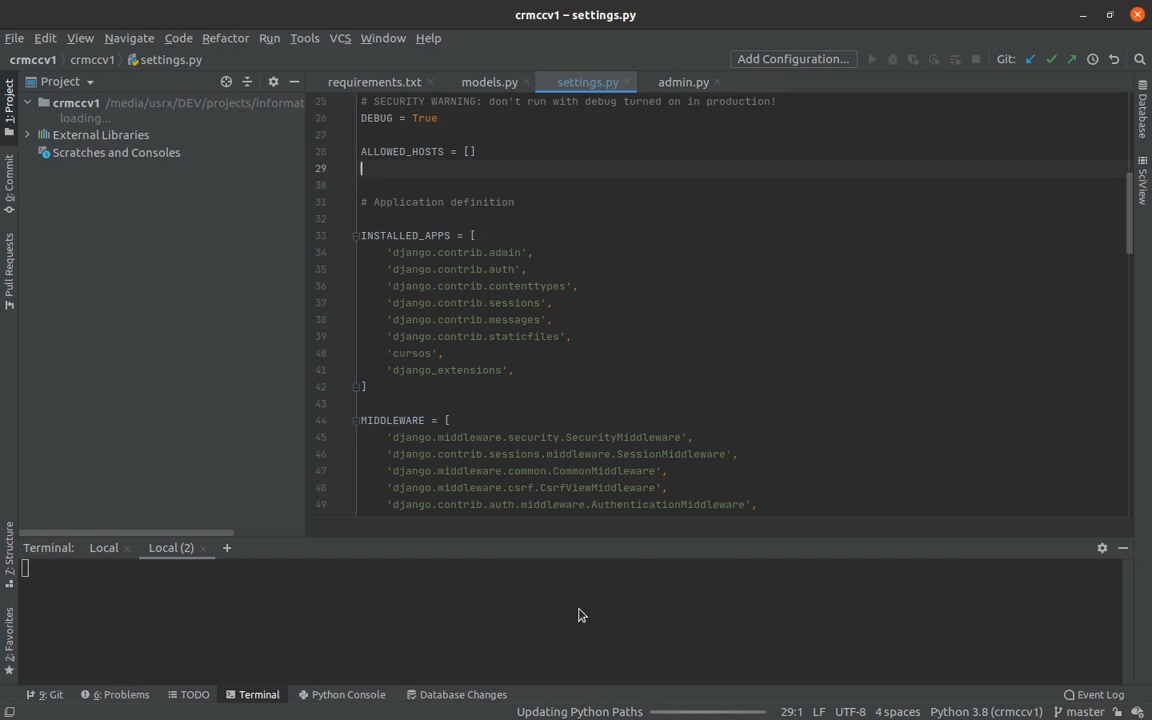 crmccv1 – settings.py
File Edit View Navigate Code Refactor Run Tools VCS Window Help
crmccv1 crmccv1 settings.py Add Configuration... Git:
1: Project
0: Commit
Pull Requests
Z: Structure
2: Favorites
Project
crmccv1 /media/usrx/DEV/projects/informat
loading...
External Libraries
Scratches and Consoles
requirements.txt models.py settings.py admin.py
25 # SECURITY WARNING: don't run with debug turned on in production!
26 DEBUG = True
27
28 ALLOWED_HOSTS = []
29
30
31 # Application definition
32
33 INSTALLED_APPS = [
34 'django.contrib.admin',
35 'django.contrib.auth',
36 'django.contrib.contenttypes',
37 'django.contrib.sessions',
38 'django.contrib.messages',
39 'django.contrib.staticfiles',
40 'cursos',
41 'django_extensions',
42 ]
43
44 MIDDLEWARE = [
45 'django.middleware.security.SecurityMiddleware',
46 'django.contrib.sessions.middleware.SessionMiddleware',
47 'django.middleware.common.CommonMiddleware',
48 'django.middleware.csrf.CsrfViewMiddleware',
49 'django.contrib.auth.middleware.AuthenticationMiddleware',
Database
SciView
Terminal: Local Local (2) +
9: Git 6: Problems TODO Terminal Python Console Database Changes Event Log
Updating Python Paths 29:1 LF UTF-8 4 spaces Python 3.8 (crmccv1) master